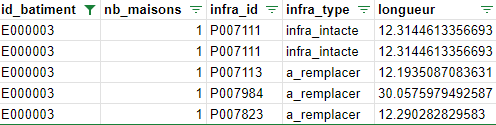 id_batiment nb_maisons infra_id infra_type longueur
E000003 1 P007111 infra_intacte 12.3144613356693
E000003 1 P007111 infra_intacte 12.3144613356693
E000003 1 P007113 a_remplacer 12.1935087083631
E000003 1 P007984 a_remplacer 30.0575979492587
E000003 1 P007823 a_remplacer 12.290282829583